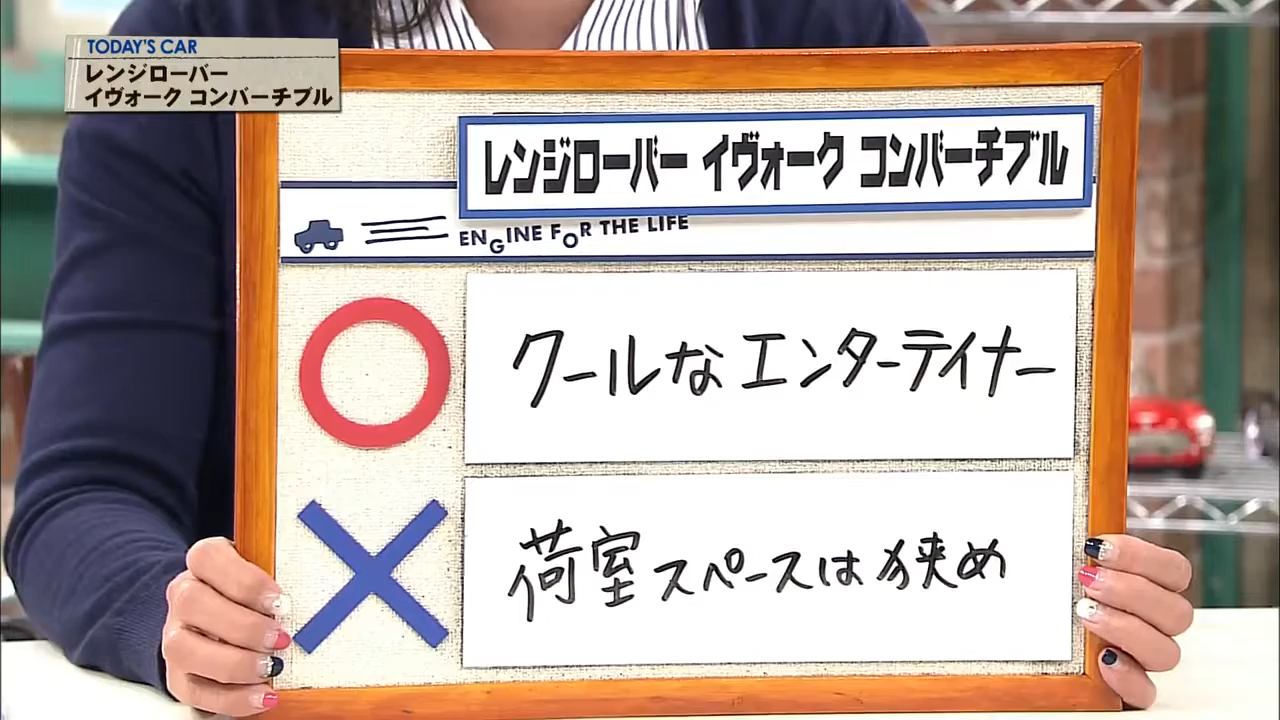 TODAY'S CAR
レンジローバー
イヴォーク コンバーチブル
レンジローバー イヴォーク コンバーチブル
ENGINE FOR THE LIFE
クールなエンターテイナー
荷室スペースは狭め